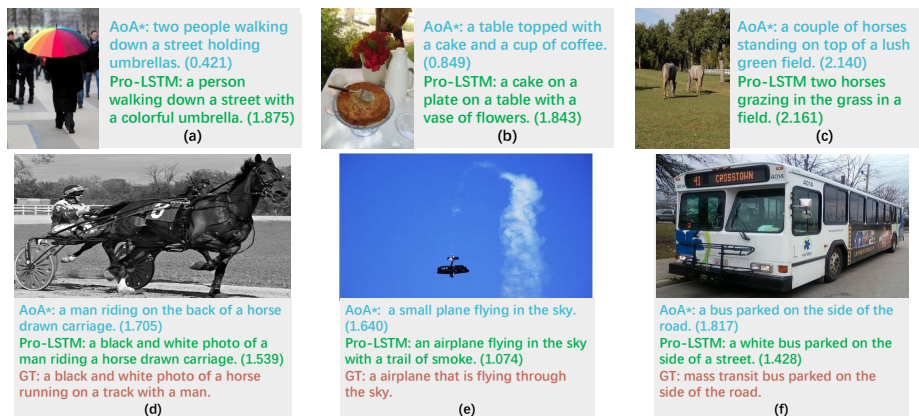 AoA*: two people walking
down a street holding
umbrellas. (0.421)
Pro-LSTM: a person
walking down a street with
a colorful umbrella. (1.875)
(a)
AoA*: a table topped with
a cake and a cup of coffee.
(0.849)
Pro-LSTM: a cake on a
plate on a table with a
vase of flowers. (1.843)
(b)
AoA*: a couple of horses
standing on top of a lush
green field. (2.140)
Pro-LSTM two horses
grazing in the grass in a
field. (2.161)
(c)
AoA*: a man riding on the back of a horse
drawn carriage. (1.705)
Pro-LSTM: a black and white photo of a
man riding a horse drawn carriage. (1.539)
GT: a black and white photo of a horse
running on a track with a man.
(d)
AoA*: a small plane flying in the sky.
(1.640)
Pro-LSTM: an airplane flying in the sky
with a trail of smoke. (1.074)
GT: a airplane that is flying through
the sky.
(e)
41 CROSSTOWN
4014
AoA*: a bus parked on the side of the
road. (1.817)
Pro-LSTM: a white bus parked on the
side of a street. (1.428)
GT: mass transit bus parked on the
side of the road.
(f)